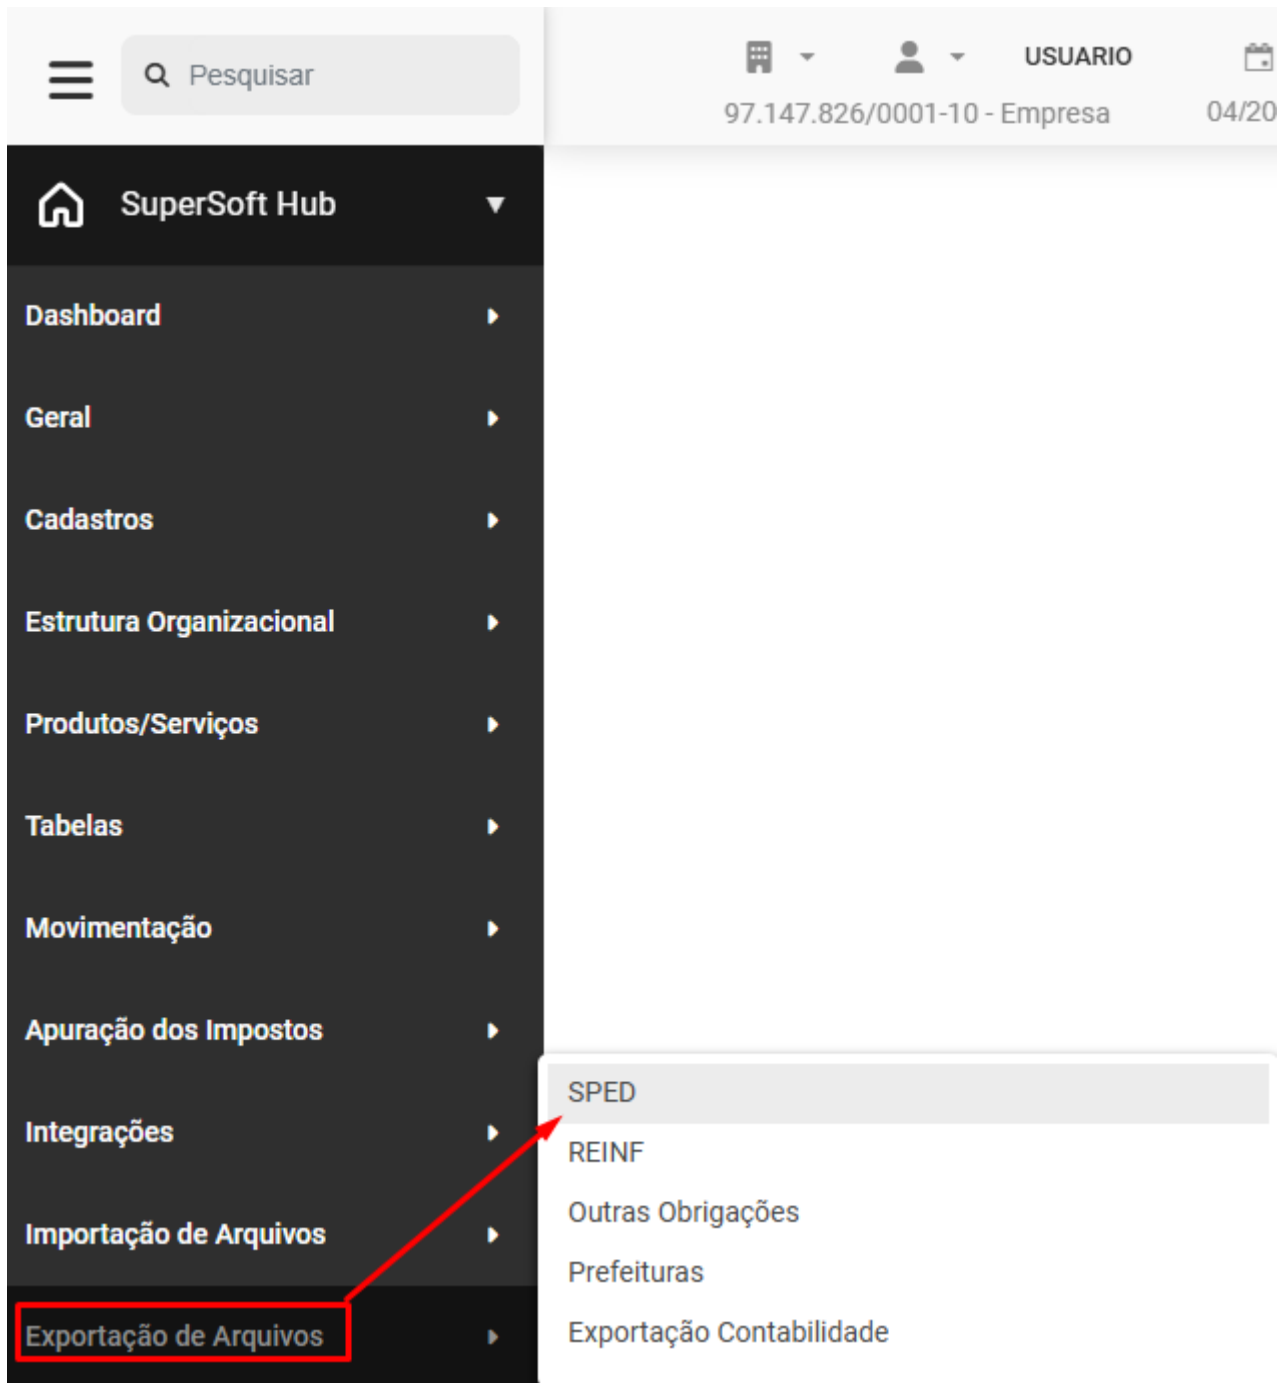 Pesquisar
USUARIO
97.147.826/0001-10 - Empresa
04/20
SuperSoft Hub
Dashboard
Geral
Cadastros
Estrutura Organizacional
Produtos/Serviços
Tabelas
Movimentação
Apuração dos Impostos
Integrações
Importação de Arquivos
Exportação de Arquivos
SPED
REINF
Outras Obrigações
Prefeituras
Exportação Contabilidade